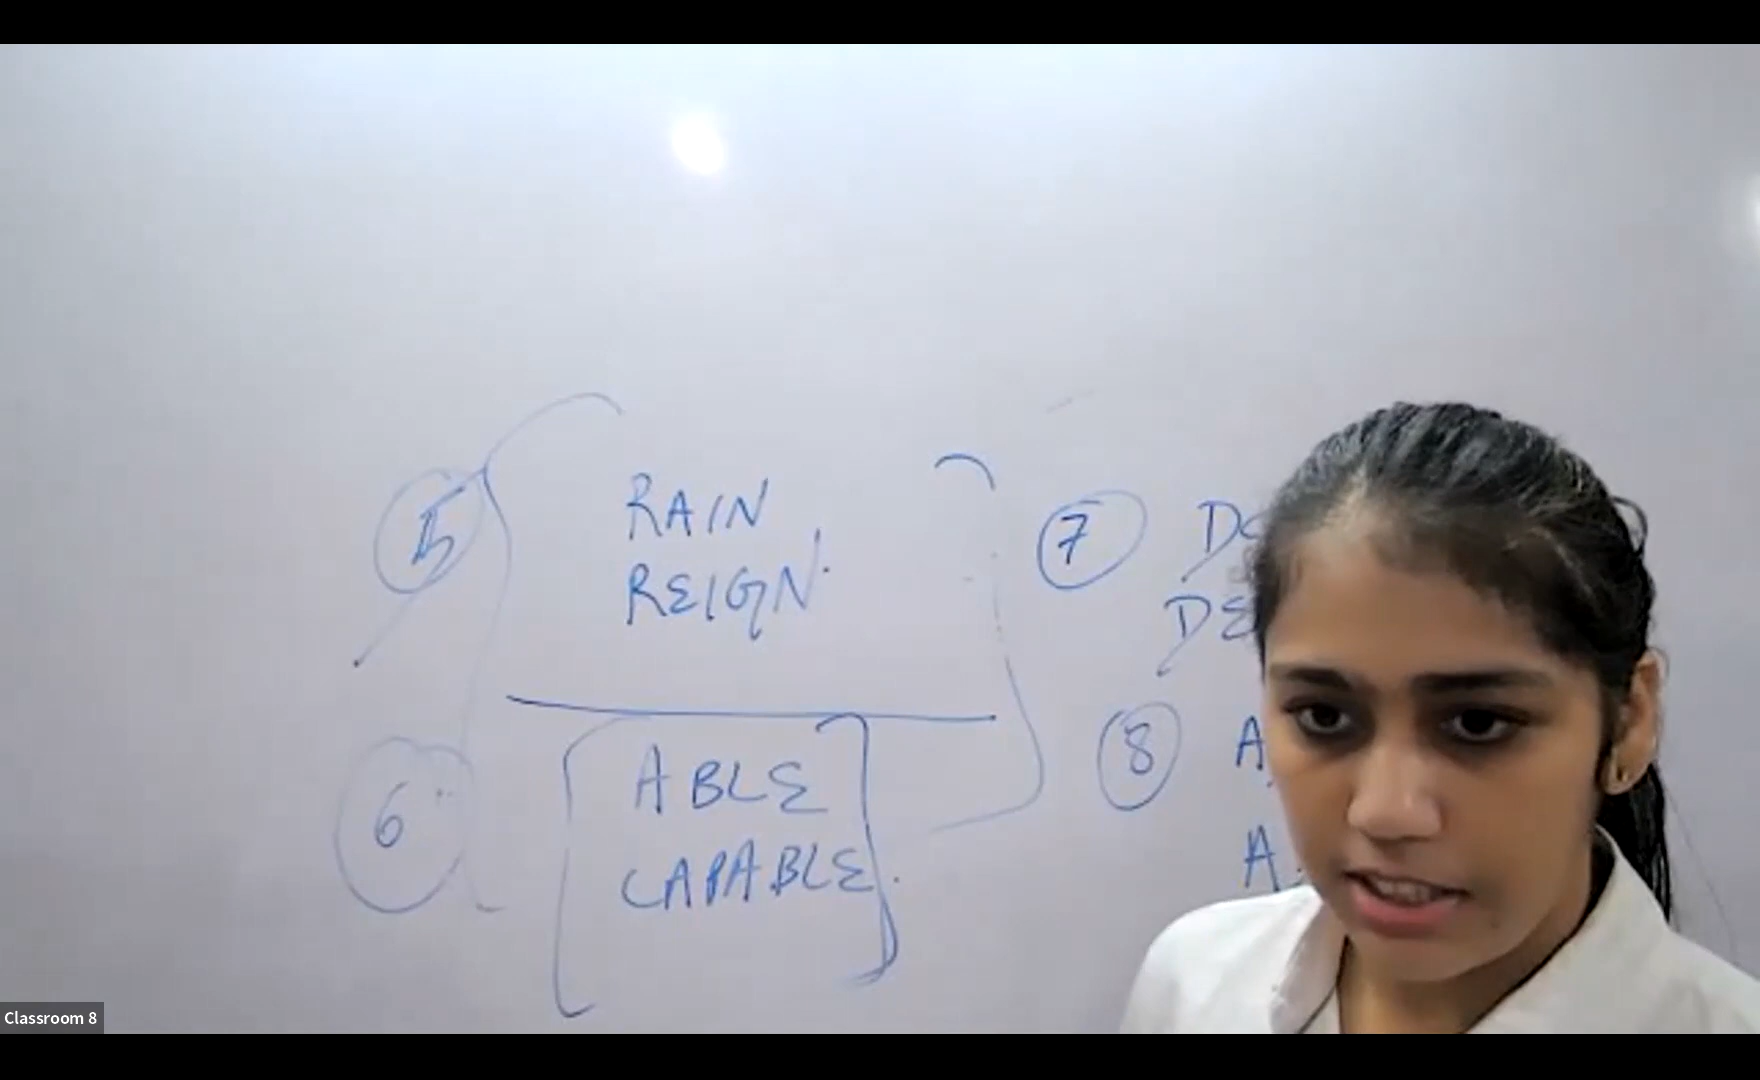 5
RAIN
REIGN.
6
ABLE
CAPABLE.
7
8
Classroom 8